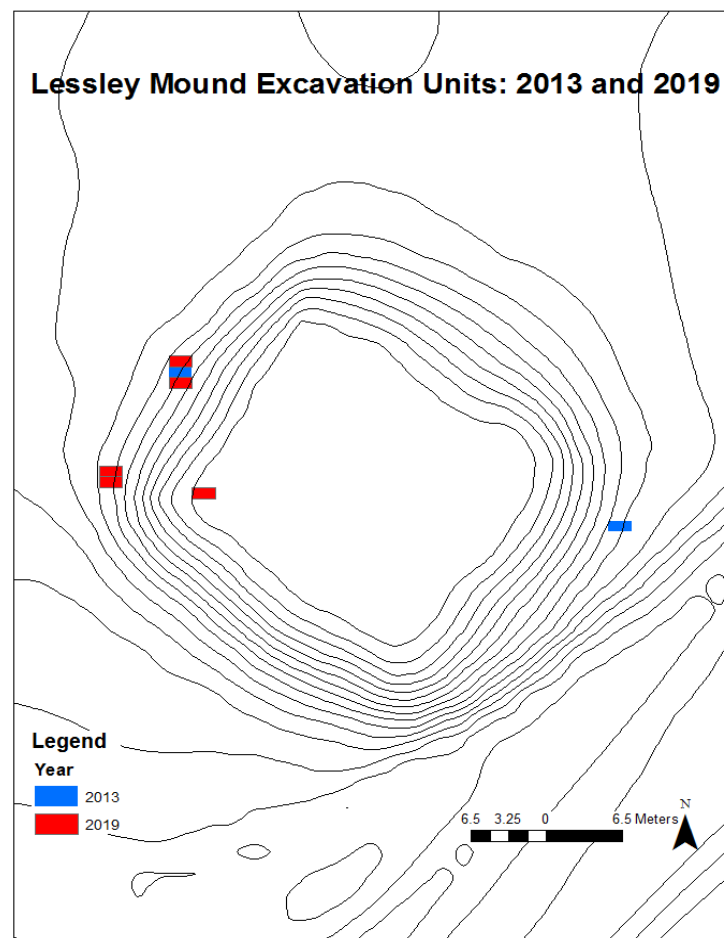 Lessley Mound Excavation Units: 2013 and 2019
Legend
Year
2013
2019
6.5 3.25 0 6.5 Meters
N